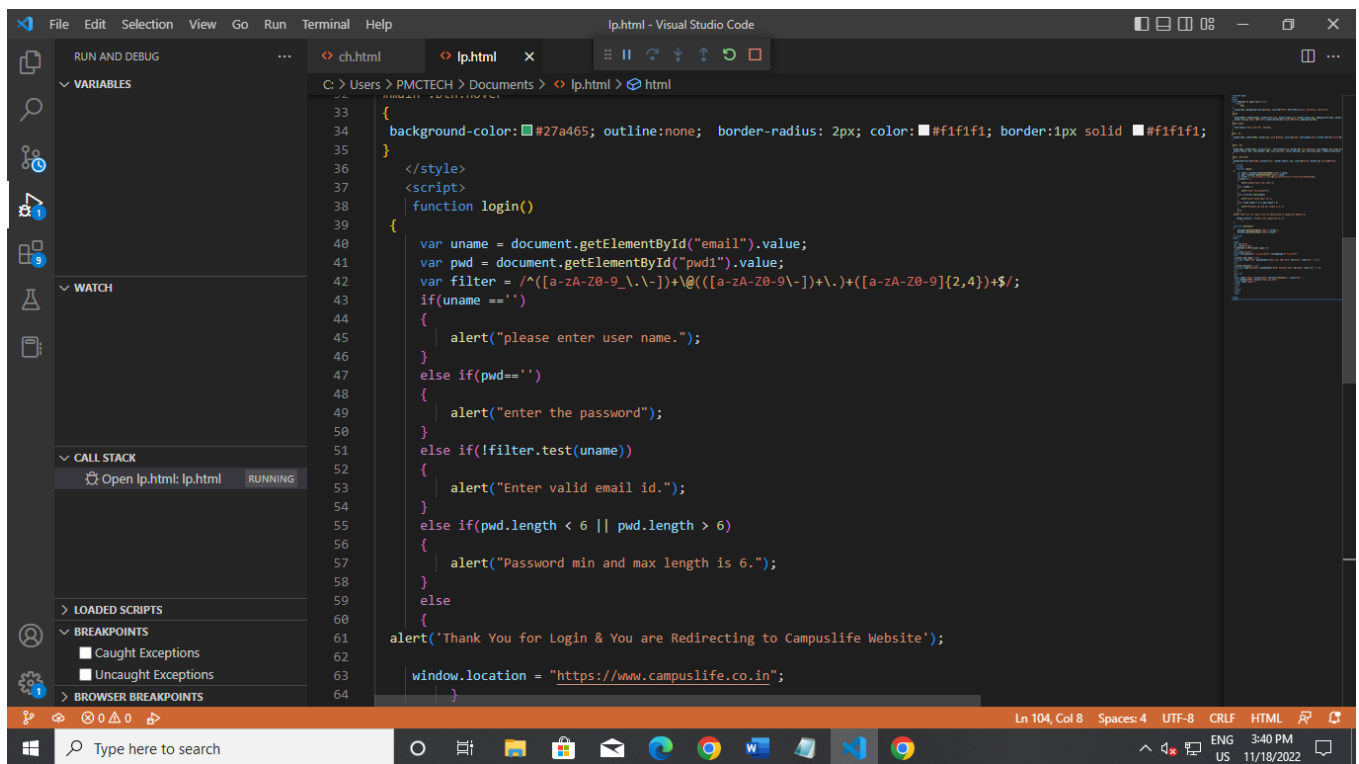 File Edit Selection View Go Run Terminal Help lp.html - Visual Studio Code
RUN AND DEBUG ...
ch.html lp.html
C: > Users > PMCTECH > Documents > lp.html > html
VARIABLES
WATCH
CALL STACK
Open lp.html: lp.html RUNNING
LOADED SCRIPTS
BREAKPOINTS
Caught Exceptions
Uncaught Exceptions
BROWSER BREAKPOINTS
33 {
34 background-color: #27a465; outline:none; border-radius: 2px; color: #f1f1f1; border:1px solid #f1f1f1;
35 }
36 </style>
37 <script>
38 function login()
39 {
40 var uname = document.getElementById("email").value;
41 var pwd = document.getElementById("pwd1").value;
42 var filter = /^([a-zA-Z0-9_\.\-])+\@(([a-zA-Z0-9\-])+\.)+([a-zA-Z0-9]{2,4})+$/;
43 if(uname =='')
44 {
45 alert("please enter user name.");
46 }
47 else if(pwd=='')
48 {
49 alert("enter the password");
50 }
51 else if(!filter.test(uname))
52 {
53 alert("Enter valid email id.");
54 }
55 else if(pwd.length < 6 || pwd.length > 6)
56 {
57 alert("Password min and max length is 6.");
58 }
59 else
60 {
61 alert('Thank You for Login & You are Redirecting to Campuslife Website');
62
63 window.location = "https://www.campuslife.co.in";
64 }
0 0 Ln 104, Col 8 Spaces: 4 UTF-8 CRLF HTML
Type here to search ENG 3:40 PM
US 11/18/2022
1
9
1